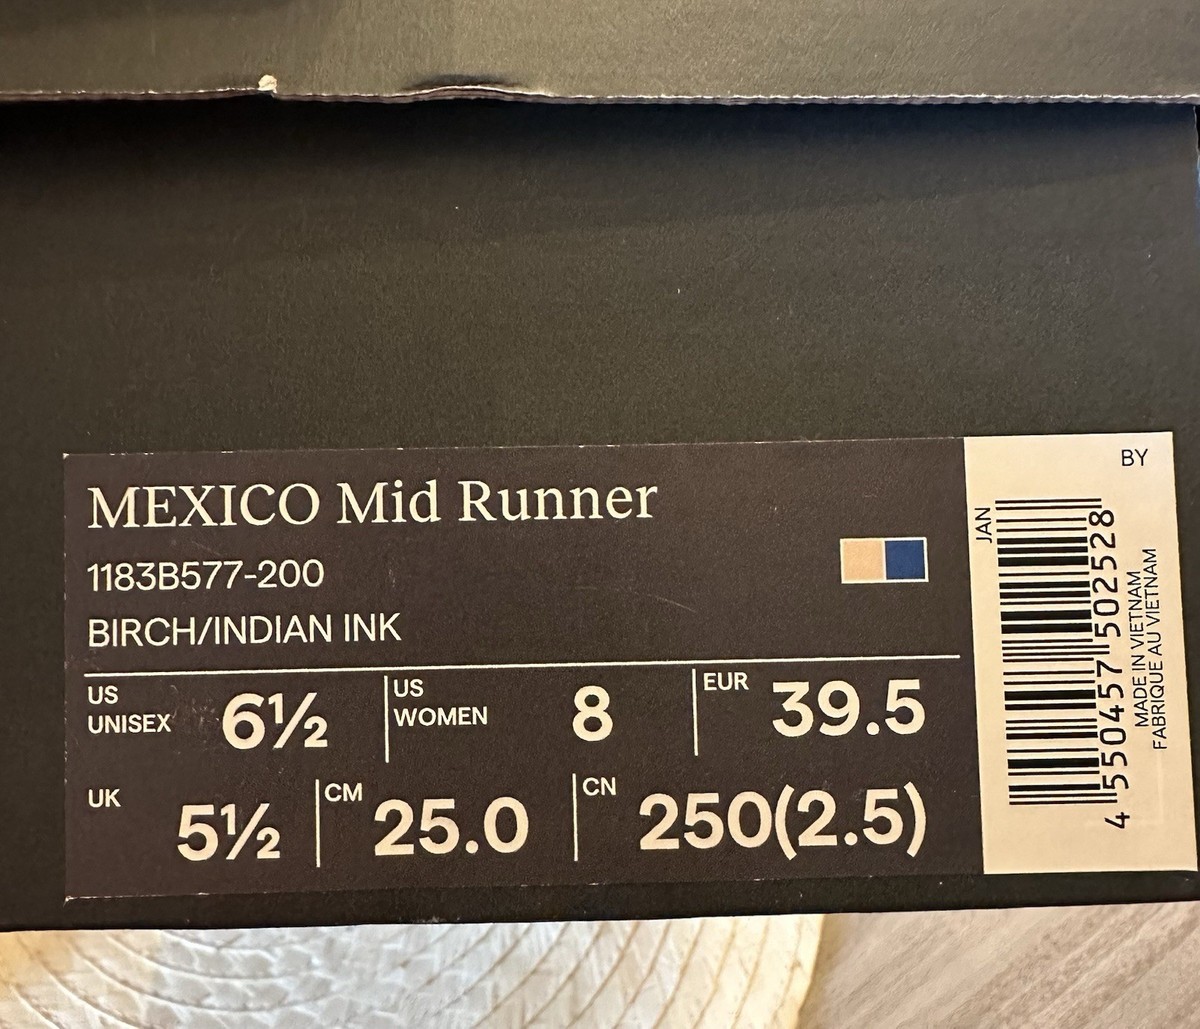 MEXICO Mid Runner
1183B577-200
BIRCH/INDIAN INK
US UNISEX 6½
US WOMEN 8
EUR 39.5
UK 5½
CM 25.0
CN 250(2.5)
BY
JAN
4 550457 502528
MADE IN VIETNAM
FABRIQUE AU VIETNAM